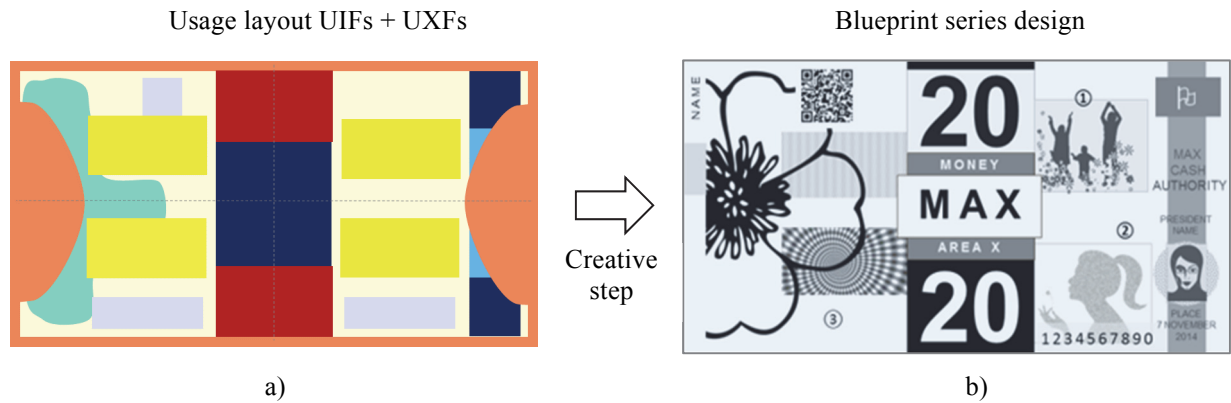 Usage layout UIFs + UXFs
Blueprint series design
Creative
step
NAME
20
MONEY
MAX
AREA X
20
①
②
③
MAX
CASH
AUTHORITY
PRESIDENT
NAME
PLACE
7 NOVEMBER
2014
1234567890
a)
b)